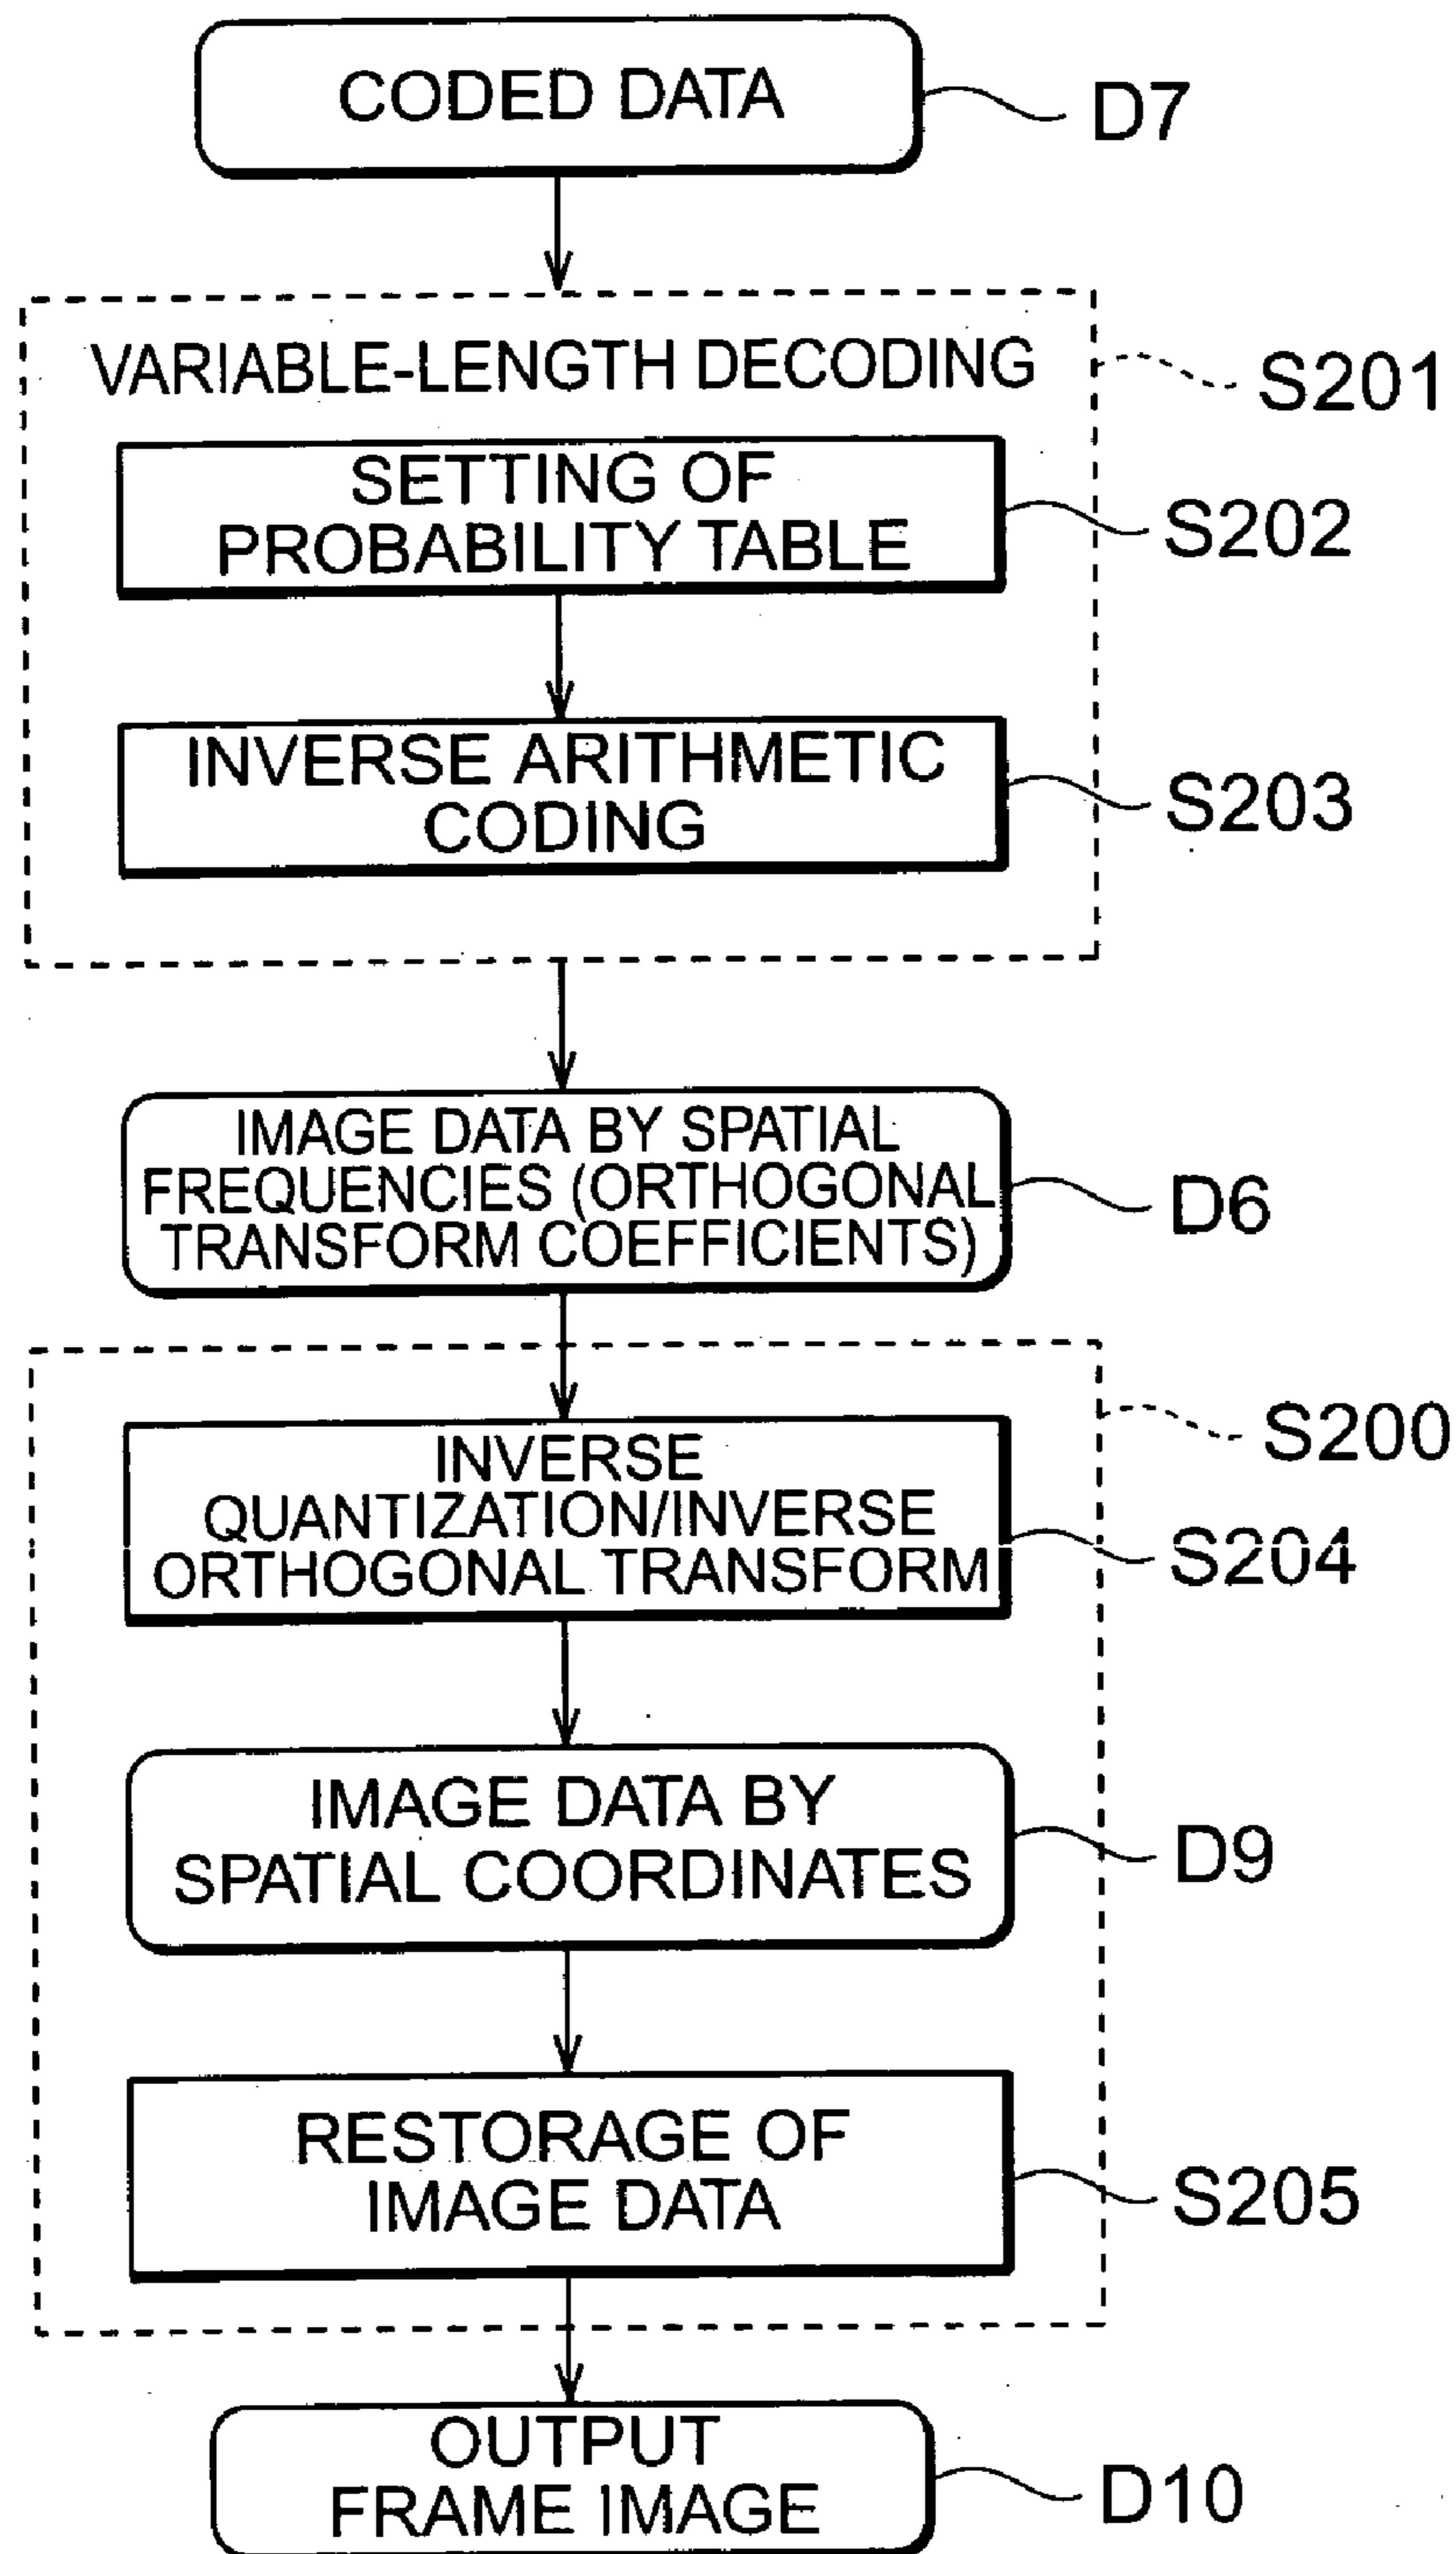 CODED DATA
D7
VARIABLE-LENGTH DECODING
S201
SETTING OF
PROBABILITY TABLE
S202
INVERSE ARITHMETIC
CODING
S203
IMAGE DATA BY SPATIAL
FREQUENCIES (ORTHOGONAL
TRANSFORM COEFFICIENTS)
D6
S200
INVERSE
QUANTIZATION/INVERSE
ORTHOGONAL TRANSFORM
S204
IMAGE DATA BY
SPATIAL COORDINATES
D9
RESTORAGE OF
IMAGE DATA
S205
OUTPUT
FRAME IMAGE
D10